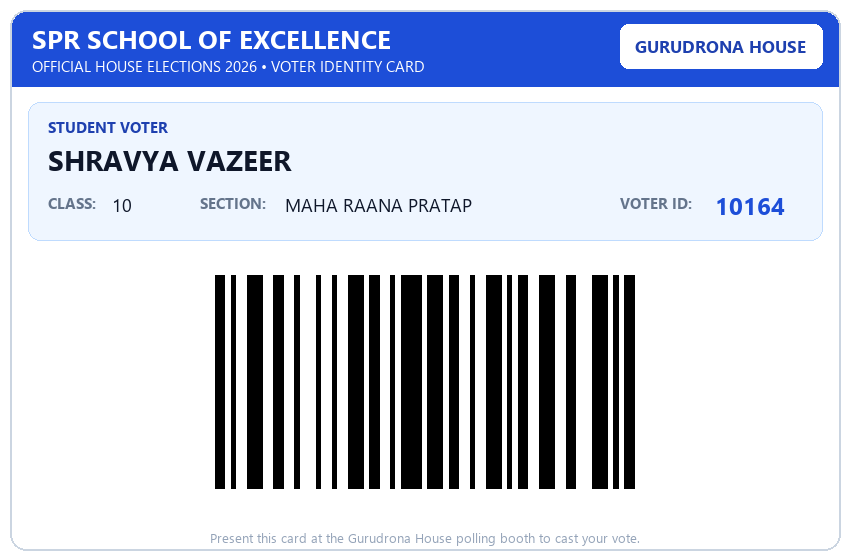 SPR SCHOOL OF EXCELLENCE
OFFICIAL HOUSE ELECTIONS 2026 • VOTER IDENTITY CARD
GURUDRONA HOUSE
STUDENT VOTER
SHRAVYA VAZEER
CLASS: 10 SECTION: MAHA RAANA PRATAP VOTER ID: 10164
Present this card at the Gurudrona House polling booth to cast your vote.